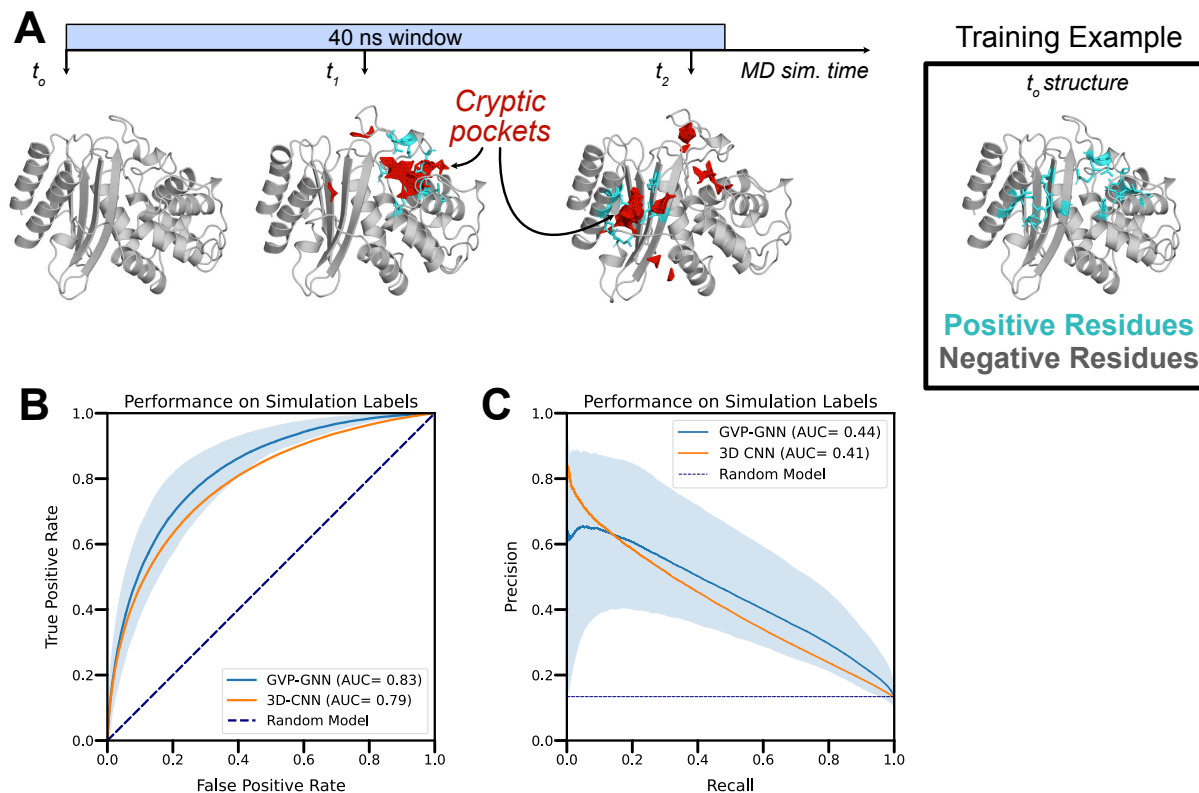 A
40 ns window
t₀
t₁
t₂
MD sim. time
Cryptic
pockets
Training Example
t₀ structure
Positive Residues
Negative Residues
B
Performance on Simulation Labels
1.0
0.8
0.6
0.4
0.2
0.0
True Positive Rate
GVP-GNN (AUC= 0.83)
3D-CNN (AUC= 0.79)
Random Model
0.0 0.2 0.4 0.6 0.8 1.0
False Positive Rate
C
Performance on Simulation Labels
1.0
0.8
0.6
0.4
0.2
0.0
Precision
GVP-GNN (AUC= 0.44)
3D CNN (AUC= 0.41)
Random Model
0.0 0.2 0.4 0.6 0.8 1.0
Recall